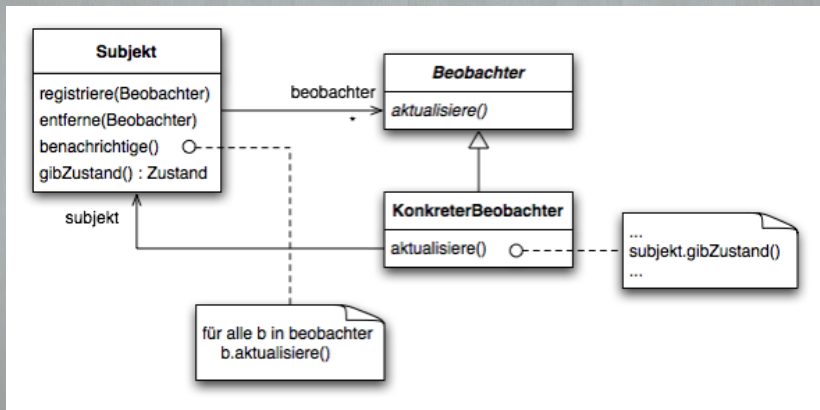 Subjekt
registriere(Beobachter)
entferne(Beobachter)
benachrichtige()
gibZustand() : Zustand
beobachter
*
Beobachter
aktualisiere()
subjekt
KonkreterBeobachter
aktualisiere()
...
subjekt.gibZustand()
...
für alle b in beobachter
b.aktualisiere()